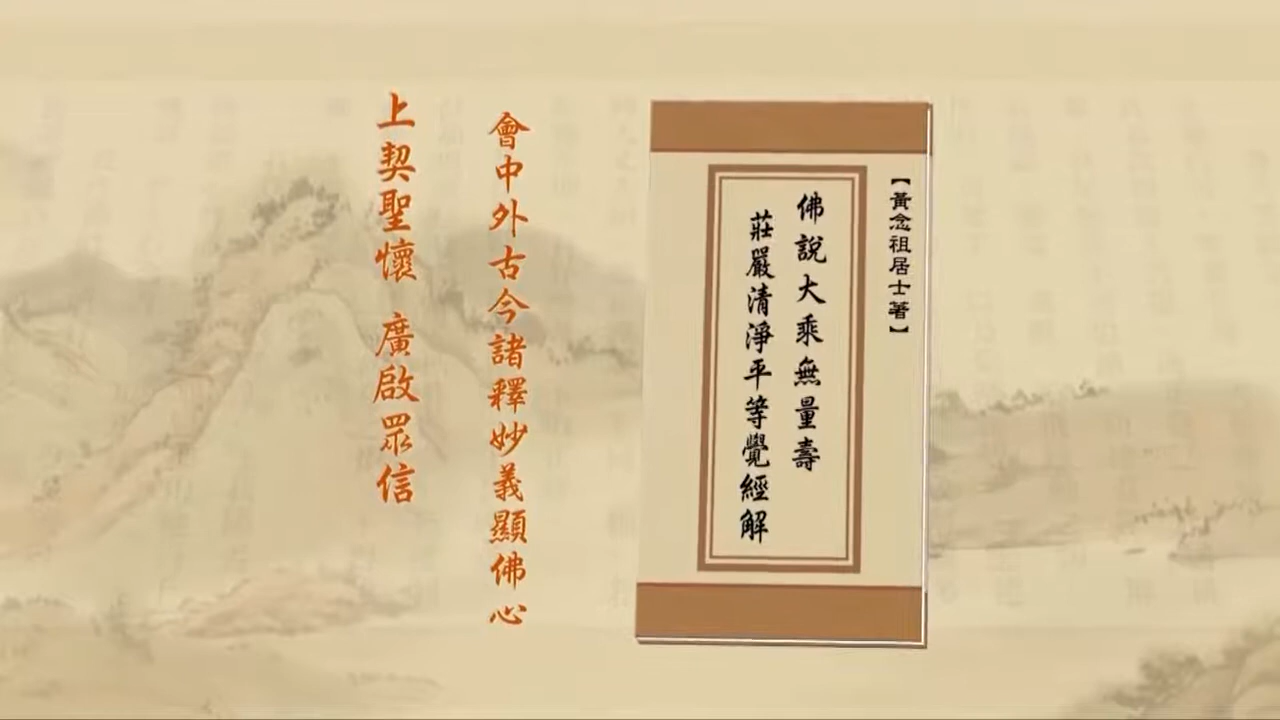 【黃念祖居士著】
佛說大乘無量壽
莊嚴清淨平等覺經解
會中外古今諸釋妙義顯佛心
上契聖懷 廣啟眾信